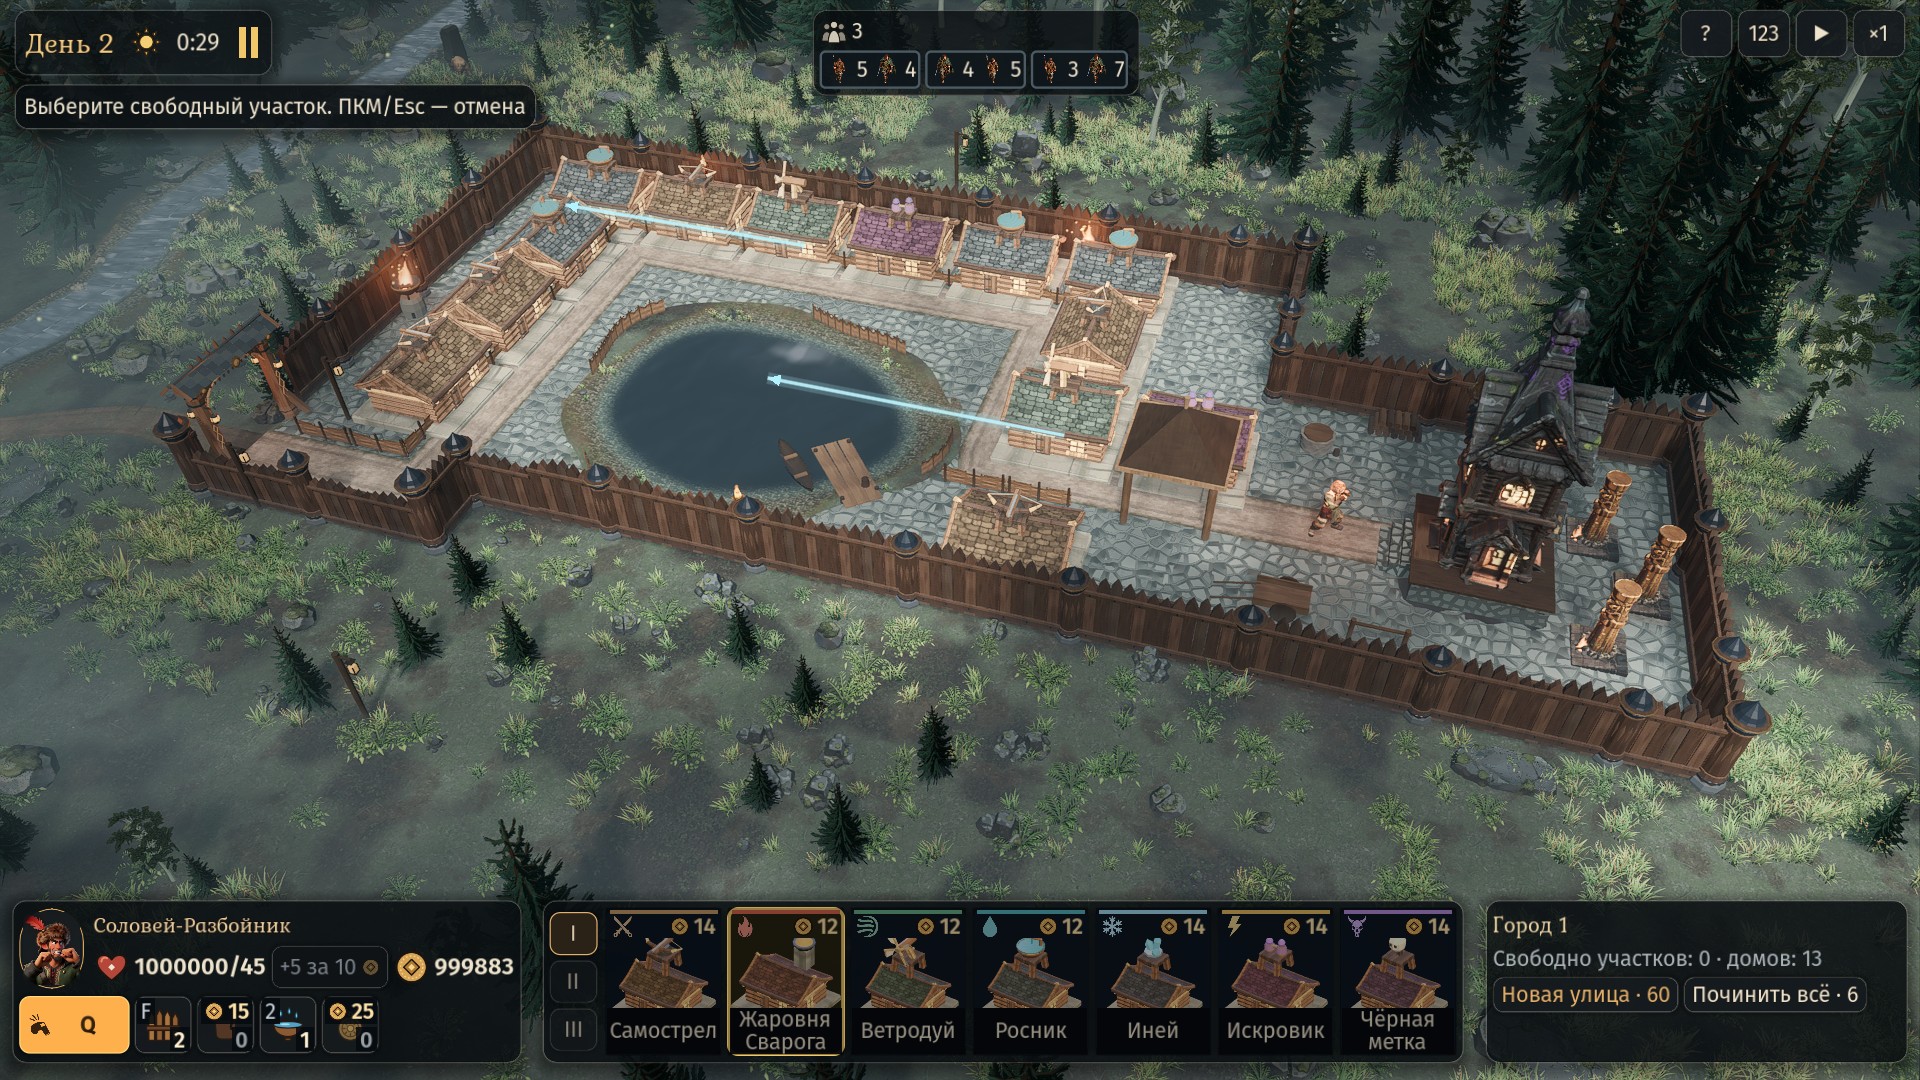 День 2 0:29
Выберите свободный участок. ПКМ/Esc — отмена
3
5 4 4 5 3 7
? 123 ×1
Соловей-Разбойник
1000000/45 +5 за 10 999883
Q
F 2
15 0
2 1
25 0
I
II
III
14 Самострел
12 Жаровня Сварога
12 Ветродуй
12 Росник
14 Иней
14 Искровик
14 Чёрная метка
Город 1
Свободно участков: 0 · домов: 13
Новая улица · 60 Починить всё · 6